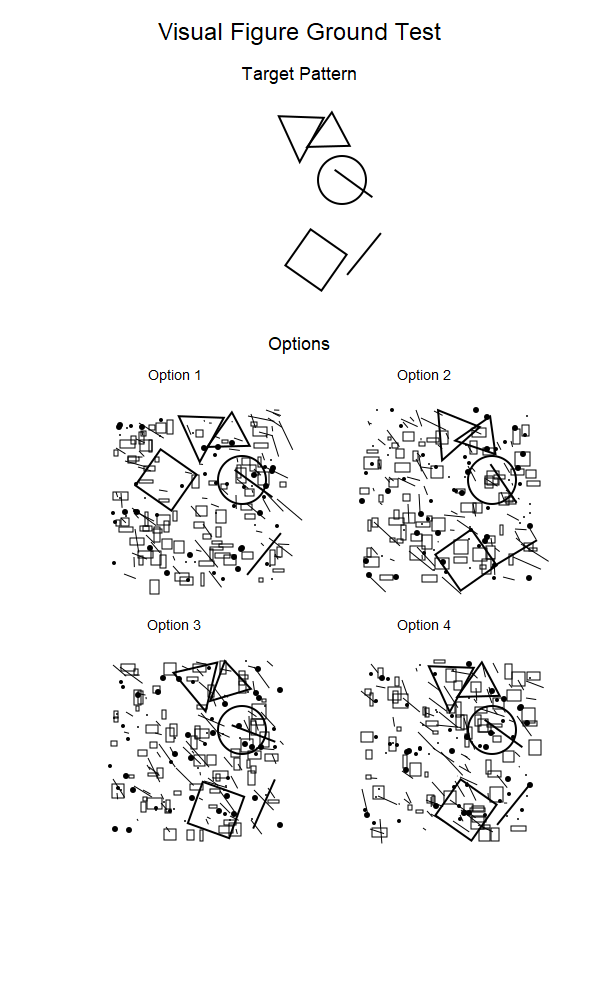 Visual Figure Ground Test
Target Pattern
Options
Option 1
Option 2
Option 3
Option 4